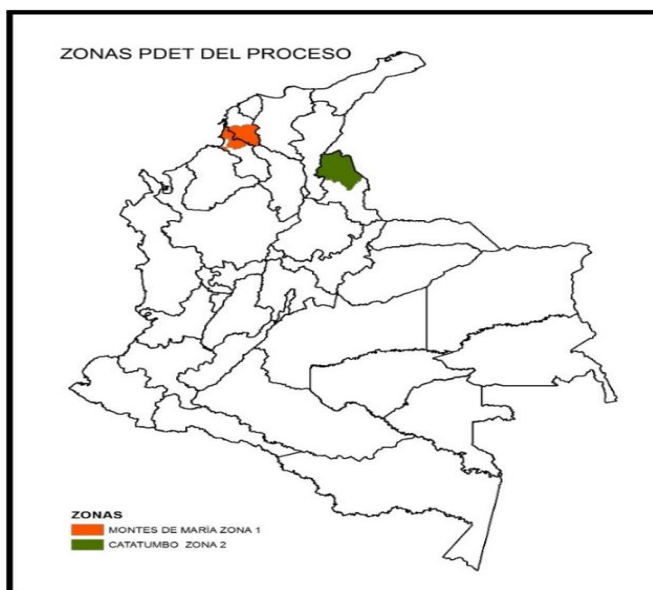 ZONAS PDET DEL PROCESO
ZONAS
MONTES DE MARÍA ZONA 1
CATATUMBO ZONA 2